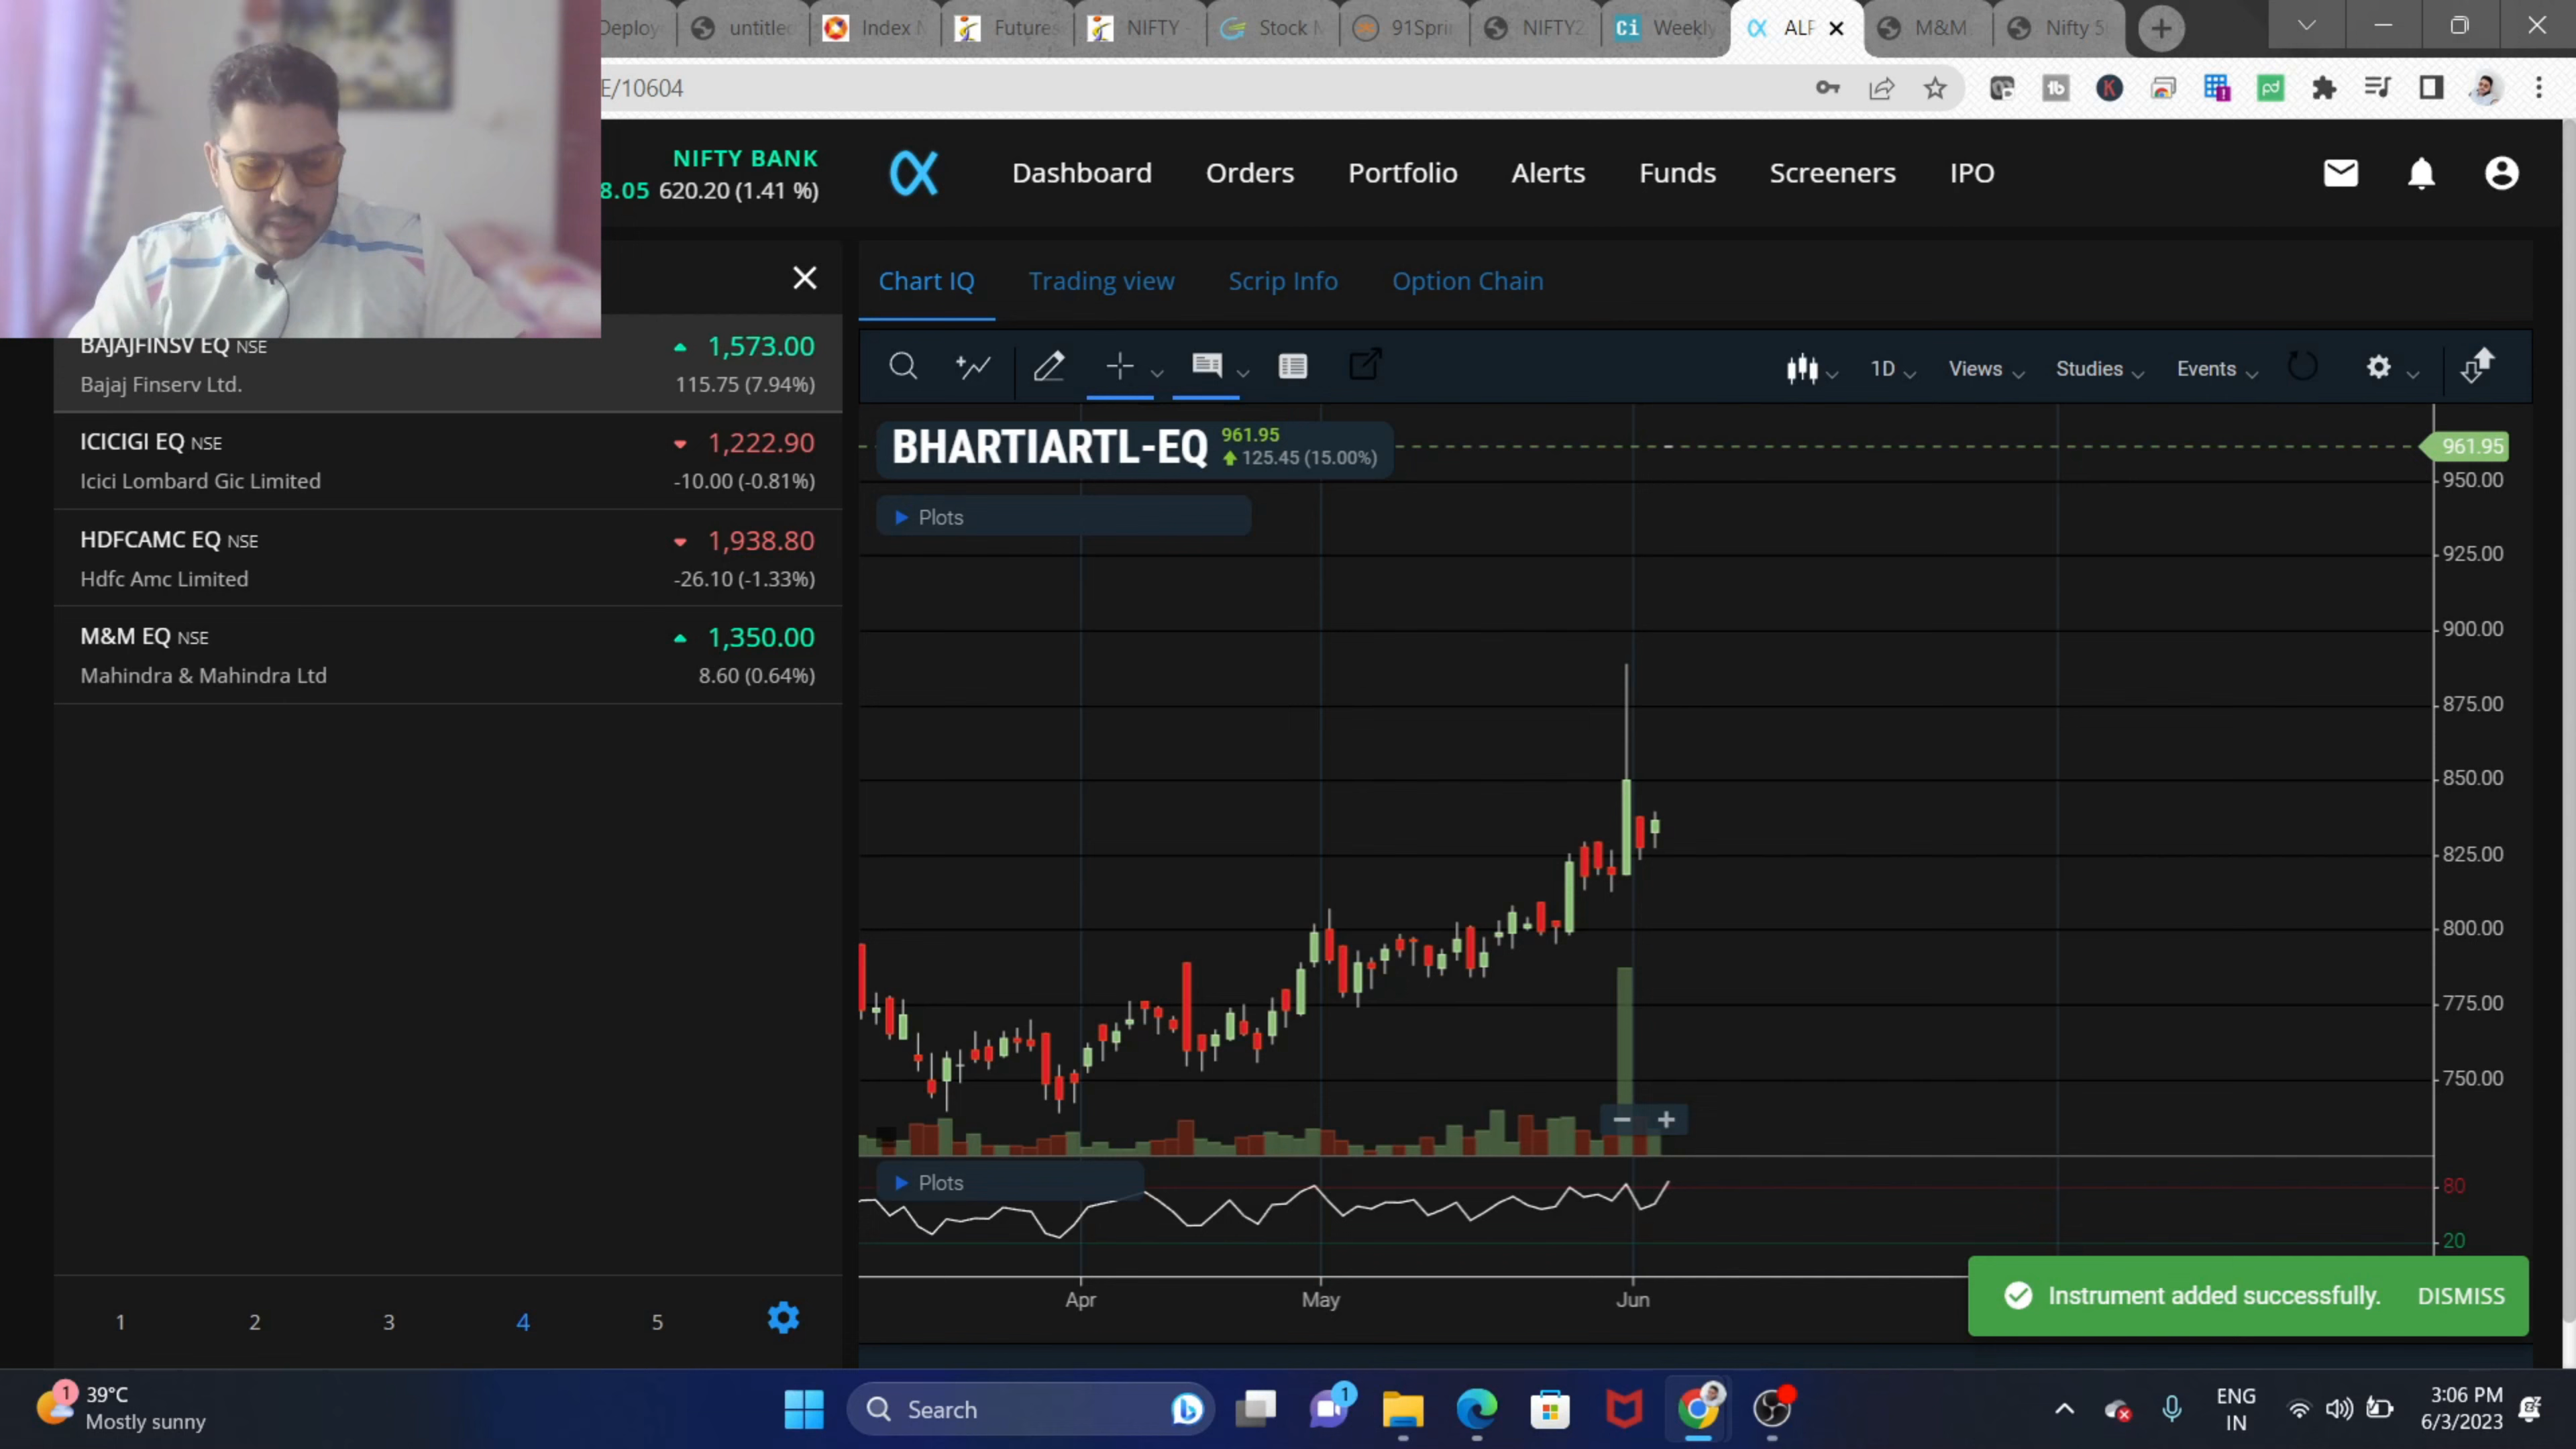 Deploy
untitled
Index N
Futures
NIFTY
Stock M
91Sprin
NIFTY2
Ci Weekly
ALP
M&M
Nifty 5
E/10604
NIFTY BANK
8.05 620.20 (1.41 %)
Dashboard
Orders
Portfolio
Alerts
Funds
Screeners
IPO
Chart IQ
Trading view
Scrip Info
Option Chain
1D
Views
Studies
Events
BAJAJFINSV EQ NSE
1,573.00
Bajaj Finserv Ltd.
115.75 (7.94%)
ICICIGI EQ NSE
1,222.90
Icici Lombard Gic Limited
-10.00 (-0.81%)
HDFCAMC EQ NSE
1,938.80
Hdfc Amc Limited
-26.10 (-1.33%)
M&M EQ NSE
1,350.00
Mahindra & Mahindra Ltd
8.60 (0.64%)
BHARTIARTL-EQ
961.95
125.45 (15.00%)
Plots
961.95
950.00
925.00
900.00
875.00
850.00
825.00
800.00
775.00
750.00
Plots
80
20
Apr
May
Jun
Instrument added successfully.
DISMISS
1
2
3
4
5
1
39°C
Mostly sunny
Search
1
ENG
IN
3:06 PM
6/3/2023